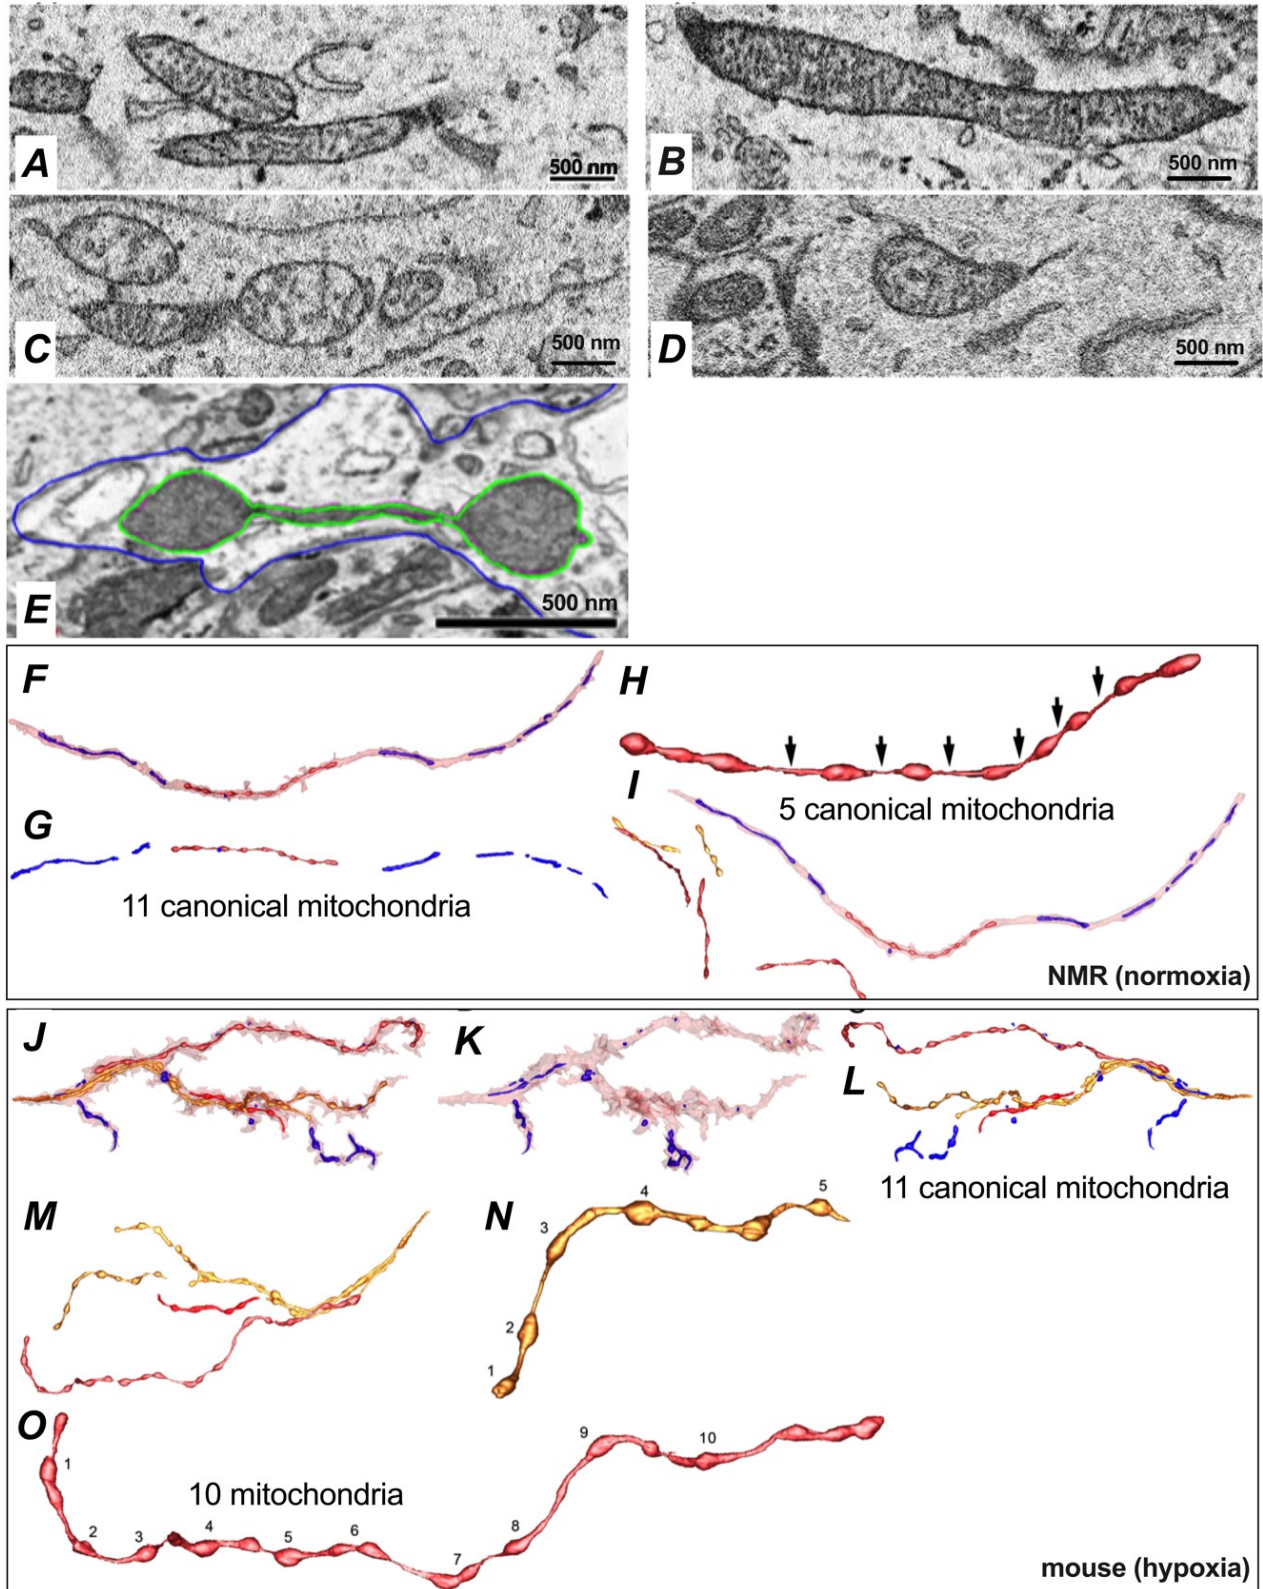 A
500 nm
B
500 nm
C
500 nm
D
500 nm
E
500 nm
F
H
5 canonical mitochondria
I
G
11 canonical mitochondria
NMR (normoxia)
J
K
L
11 canonical mitochondria
M
N
1
2
3
4
5
O
1
2
3
4
5
6
7
8
9
10
10 mitochondria
mouse (hypoxia)